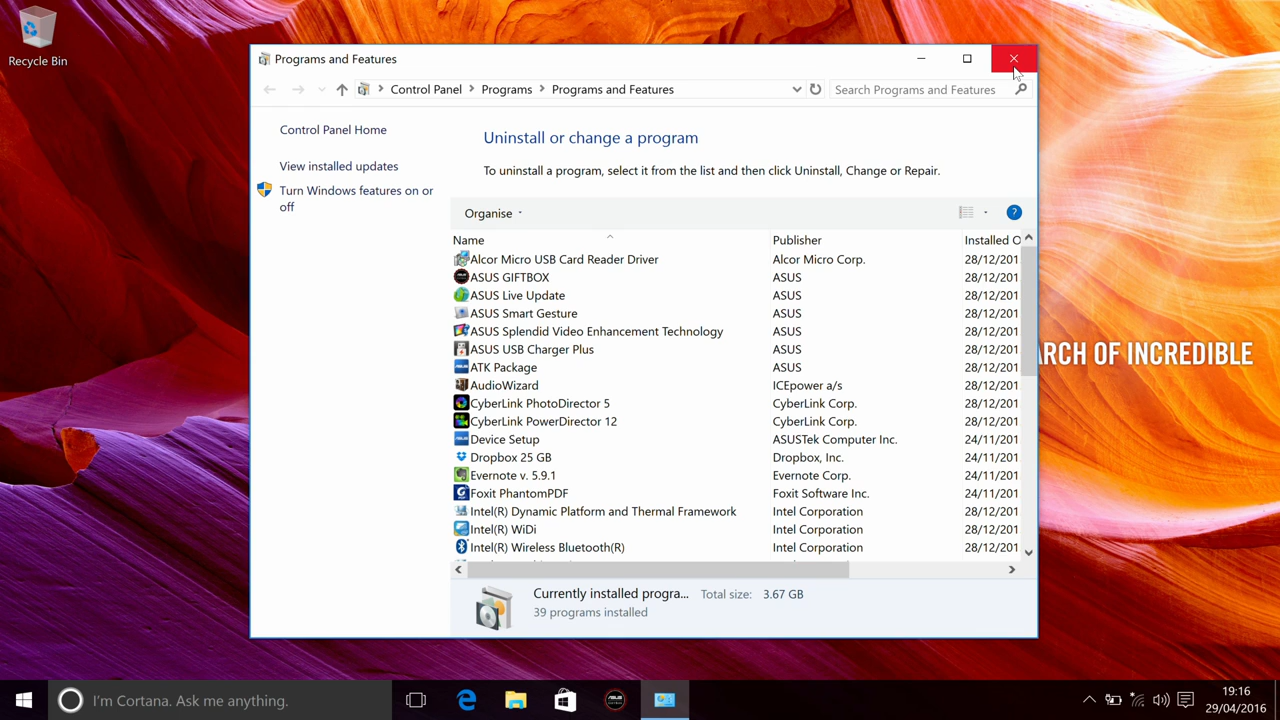 Recycle Bin
Programs and Features
Control Panel > Programs > Programs and Features
Search Programs and Features
Control Panel Home
View installed updates
Turn Windows features on or
off
Uninstall or change a program
To uninstall a program, select it from the list and then click Uninstall, Change or Repair.
Organise
?
Name Publisher Installed O
Alcor Micro USB Card Reader Driver Alcor Micro Corp. 28/12/201
ASUS GIFTBOX ASUS 28/12/201
ASUS Live Update ASUS 28/12/201
ASUS Smart Gesture ASUS 28/12/201
ASUS Splendid Video Enhancement Technology ASUS 28/12/201
ASUS USB Charger Plus ASUS 28/12/201
ATK Package ASUS 28/12/201
AudioWizard ICEpower a/s 28/12/201
CyberLink PhotoDirector 5 CyberLink Corp. 28/12/201
CyberLink PowerDirector 12 CyberLink Corp. 28/12/201
Device Setup ASUSTek Computer Inc. 24/11/201
Dropbox 25 GB Dropbox, Inc. 24/11/201
Evernote v. 5.9.1 Evernote Corp. 24/11/201
Foxit PhantomPDF Foxit Software Inc. 24/11/201
Intel(R) Dynamic Platform and Thermal Framework Intel Corporation 28/12/201
Intel(R) WiDi Intel Corporation 28/12/201
Intel(R) Wireless Bluetooth(R) Intel Corporation 28/12/201
Currently installed progra... Total size: 3.67 GB
39 programs installed
ARCH OF INCREDIBLE
I'm Cortana. Ask me anything.
19:16
29/04/2016